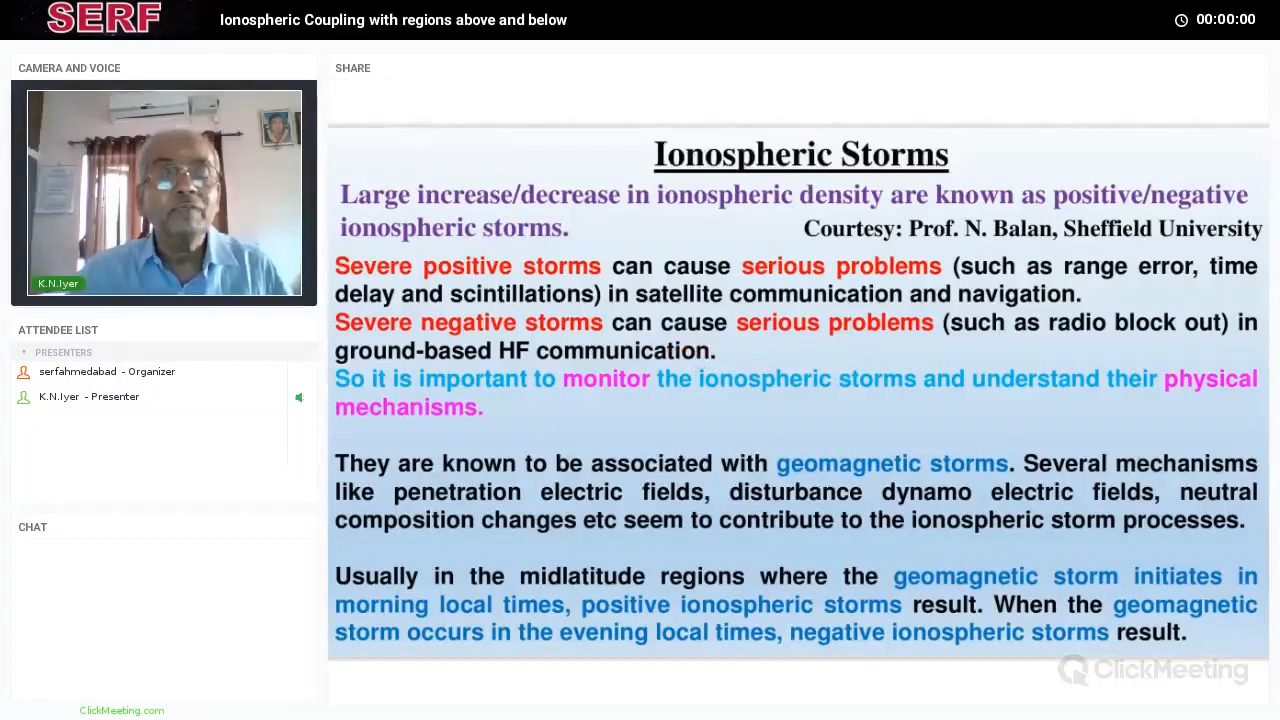 SERF
Ionospheric Coupling with regions above and below
00:00:00
CAMERA AND VOICE
K.N.Iyer
ATTENDEE LIST
PRESENTERS
serfahmedabad - Organizer
K.N.Iyer - Presenter
CHAT
ClickMeeting.com
SHARE
Ionospheric Storms
Large increase/decrease in ionospheric density are known as positive/negative
ionospheric storms.
Courtesy: Prof. N. Balan, Sheffield University
Severe positive storms can cause serious problems (such as range error, time
delay and scintillations) in satellite communication and navigation.
Severe negative storms can cause serious problems (such as radio block out) in
ground-based HF communication.
So it is important to monitor the ionospheric storms and understand their physical
mechanisms.
They are known to be associated with geomagnetic storms. Several mechanisms
like penetration electric fields, disturbance dynamo electric fields, neutral
composition changes etc seem to contribute to the ionospheric storm processes.
Usually in the midlatitude regions where the geomagnetic storm initiates in
morning local times, positive ionospheric storms result. When the geomagnetic
storm occurs in the evening local times, negative ionospheric storms result.
ClickMeeting